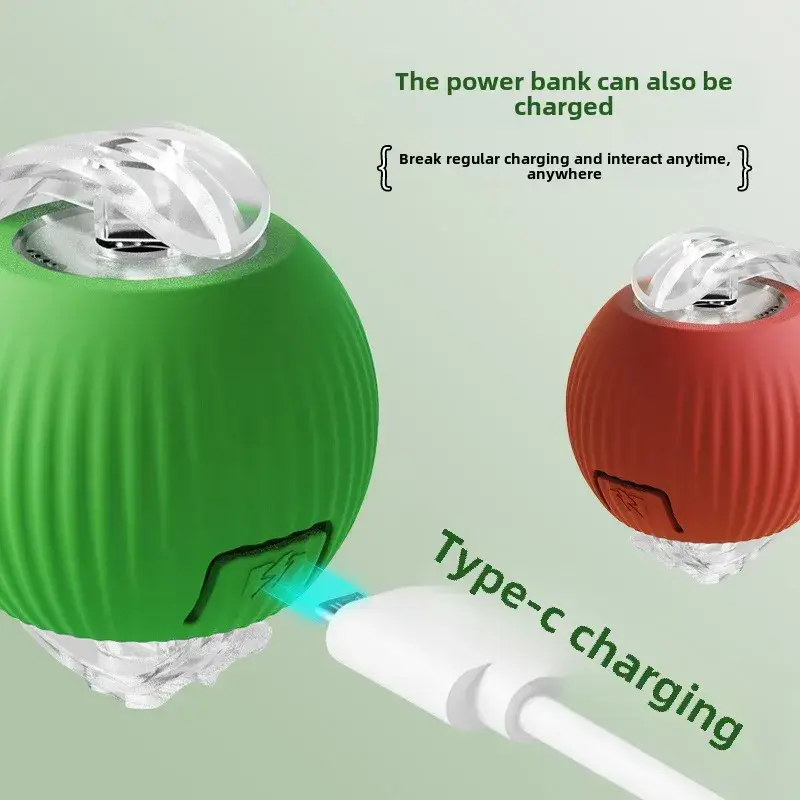 The power bank can also be
charged
Break regular charging and interact anytime,
anywhere
Type-c charging